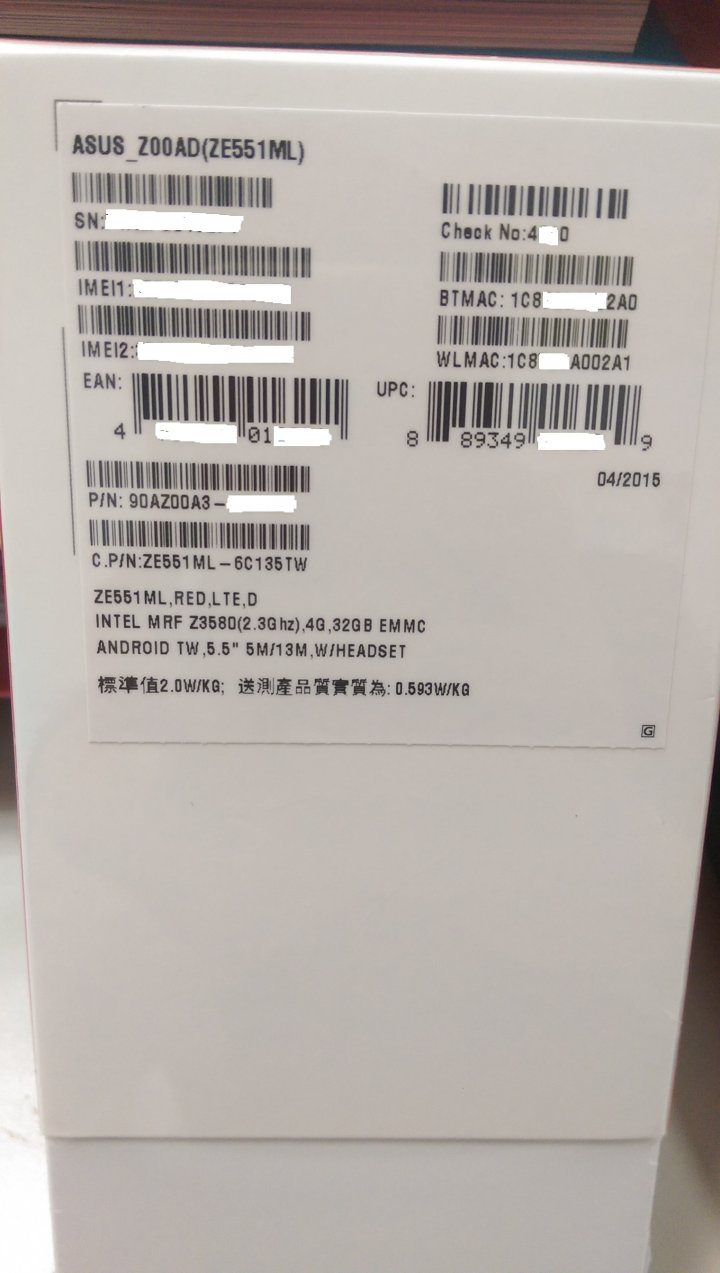 ASUS_Z00AD(ZE551ML)
SN:
Check No:4 0
IMEI1:
BTMAC: 1C8 2A0
IMEI2:
WLMAC:1C8 A002A1
EAN:
4 01
UPC:
8 89349 9
04/2015
P/N: 90AZ00A3-
C.P/N:ZE551ML-6C135TW
ZE551ML,RED,LTE,D
INTEL MRF Z3580(2.3Ghz),4G,32GB EMMC
ANDROID TW,5.5" 5M/13M,W/HEADSET
標準值2.0W/KG; 送測產品質實質為: 0.593W/KG
G